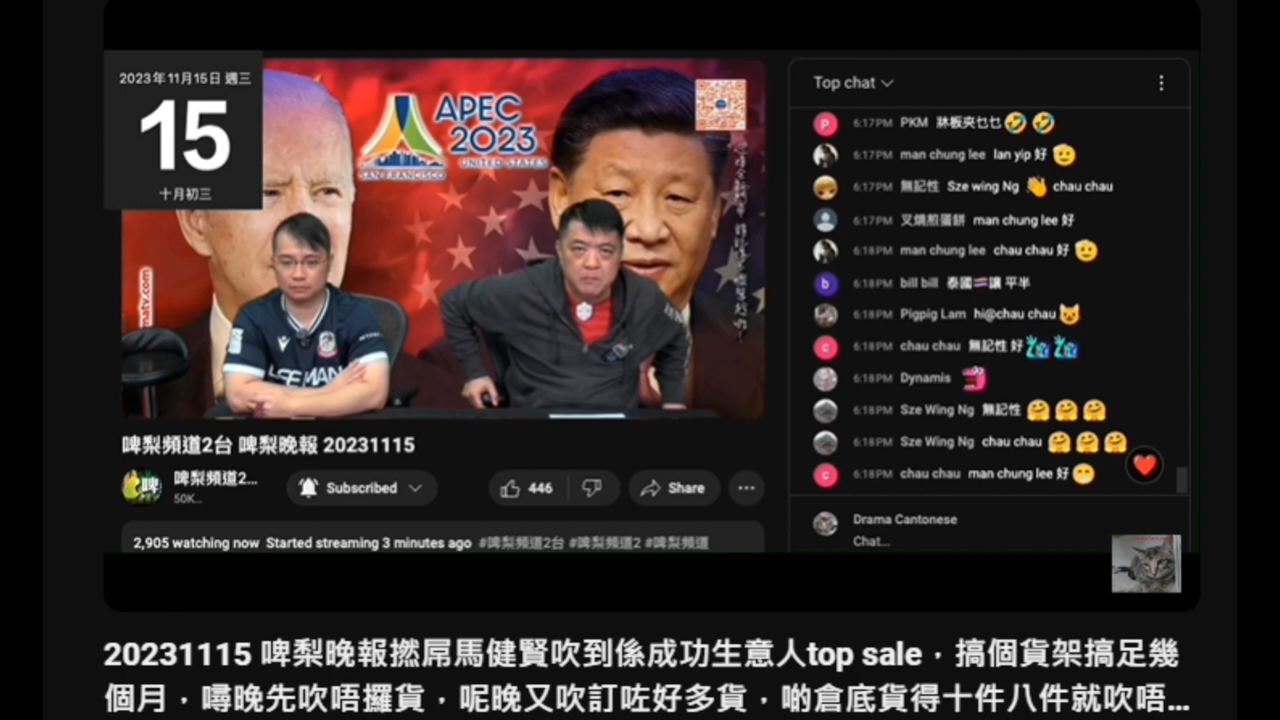 2023年11月15日 週三
15
十月初三
APEC
2023
UNITED STATES
SAN FRANCISCO
matv.com
LSE MAN
啤梨頻道2台 啤梨晚報 20231115
啤梨頻道2...
50K...
Subscribed
446
Share
2,905 watching now Started streaming 3 minutes ago #啤梨頻道2台 #啤梨頻道2 #啤梨頻道
Top chat
6:17PM PKM 牀板夾乜乜 🤣 🤣
6:17PM man chung lee lan yip 好 🫡
6:17PM 無記性 Sze wing Ng 👋 chau chau
6:17PM 叉燒煎蛋餅 man chung lee 好
6:18PM man chung lee chau chau 好 🫡
6:18PM bill bill 泰國🇹🇭讓 平半
6:18PM Pigpig Lam hi@chau chau 😺
6:18PM chau chau 無記性 好
6:18PM Dynamis
6:18PM Sze Wing Ng 無記性 🤗 🤗 🤗
6:18PM Sze Wing Ng chau chau 🤗 🤗 🤗
6:18PM chau chau man chung lee 好 😁
Drama Cantonese
Chat...
20231115 啤梨晚報撚屌馬健賢吹到係成功生意人top sale，搞個貨架搞足幾
個月，噚晚先吹唔攞貨，呢晚又吹訂咗好多貨，啲倉底貨得十件八件就吹唔...